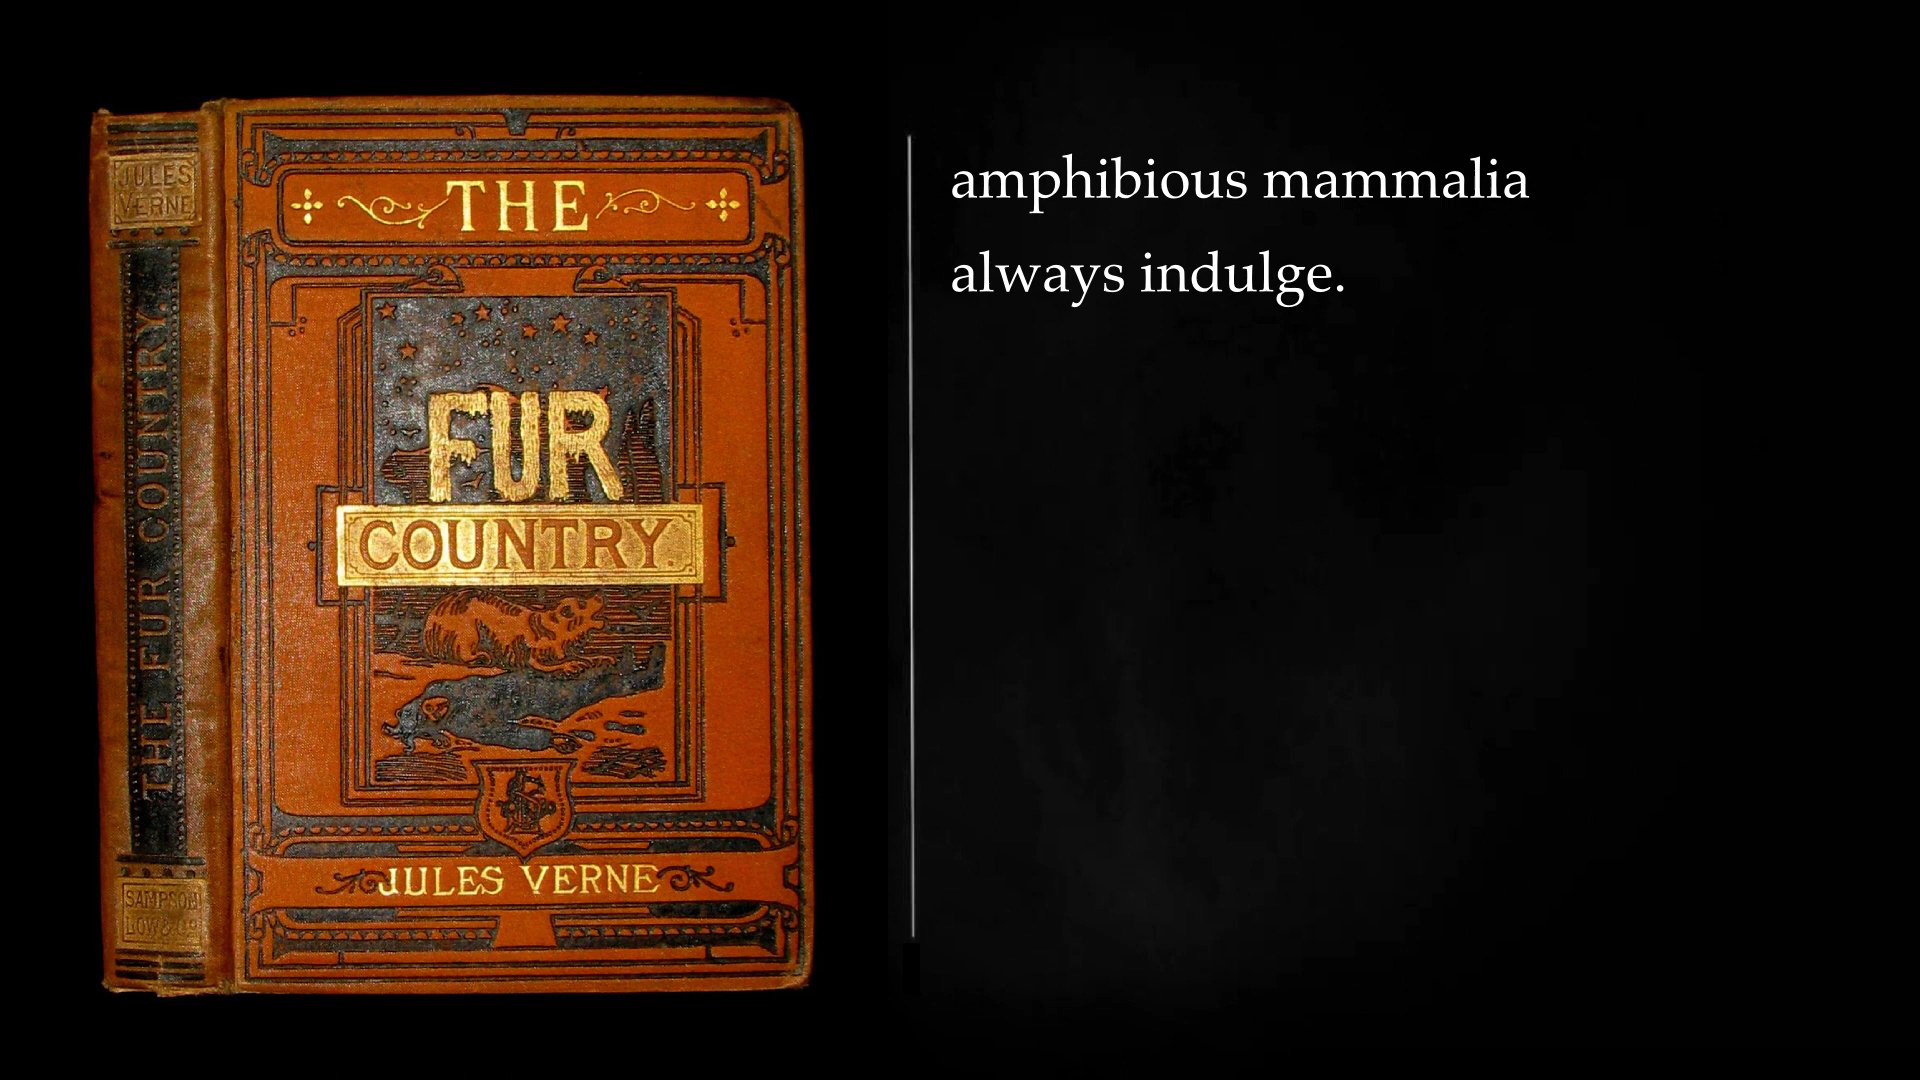 JULES
VERNE
THE FUR COUNTRY.
SAMPSON
LOW & Co
THE
FUR
COUNTRY.
JULES VERNE
amphibious mammalia
always indulge.